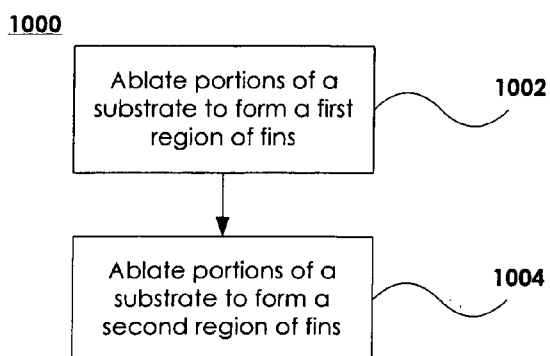 1000
Ablate portions of a
substrate to form a first
region of fins
1002
Ablate portions of a
substrate to form a
second region of fins
1004